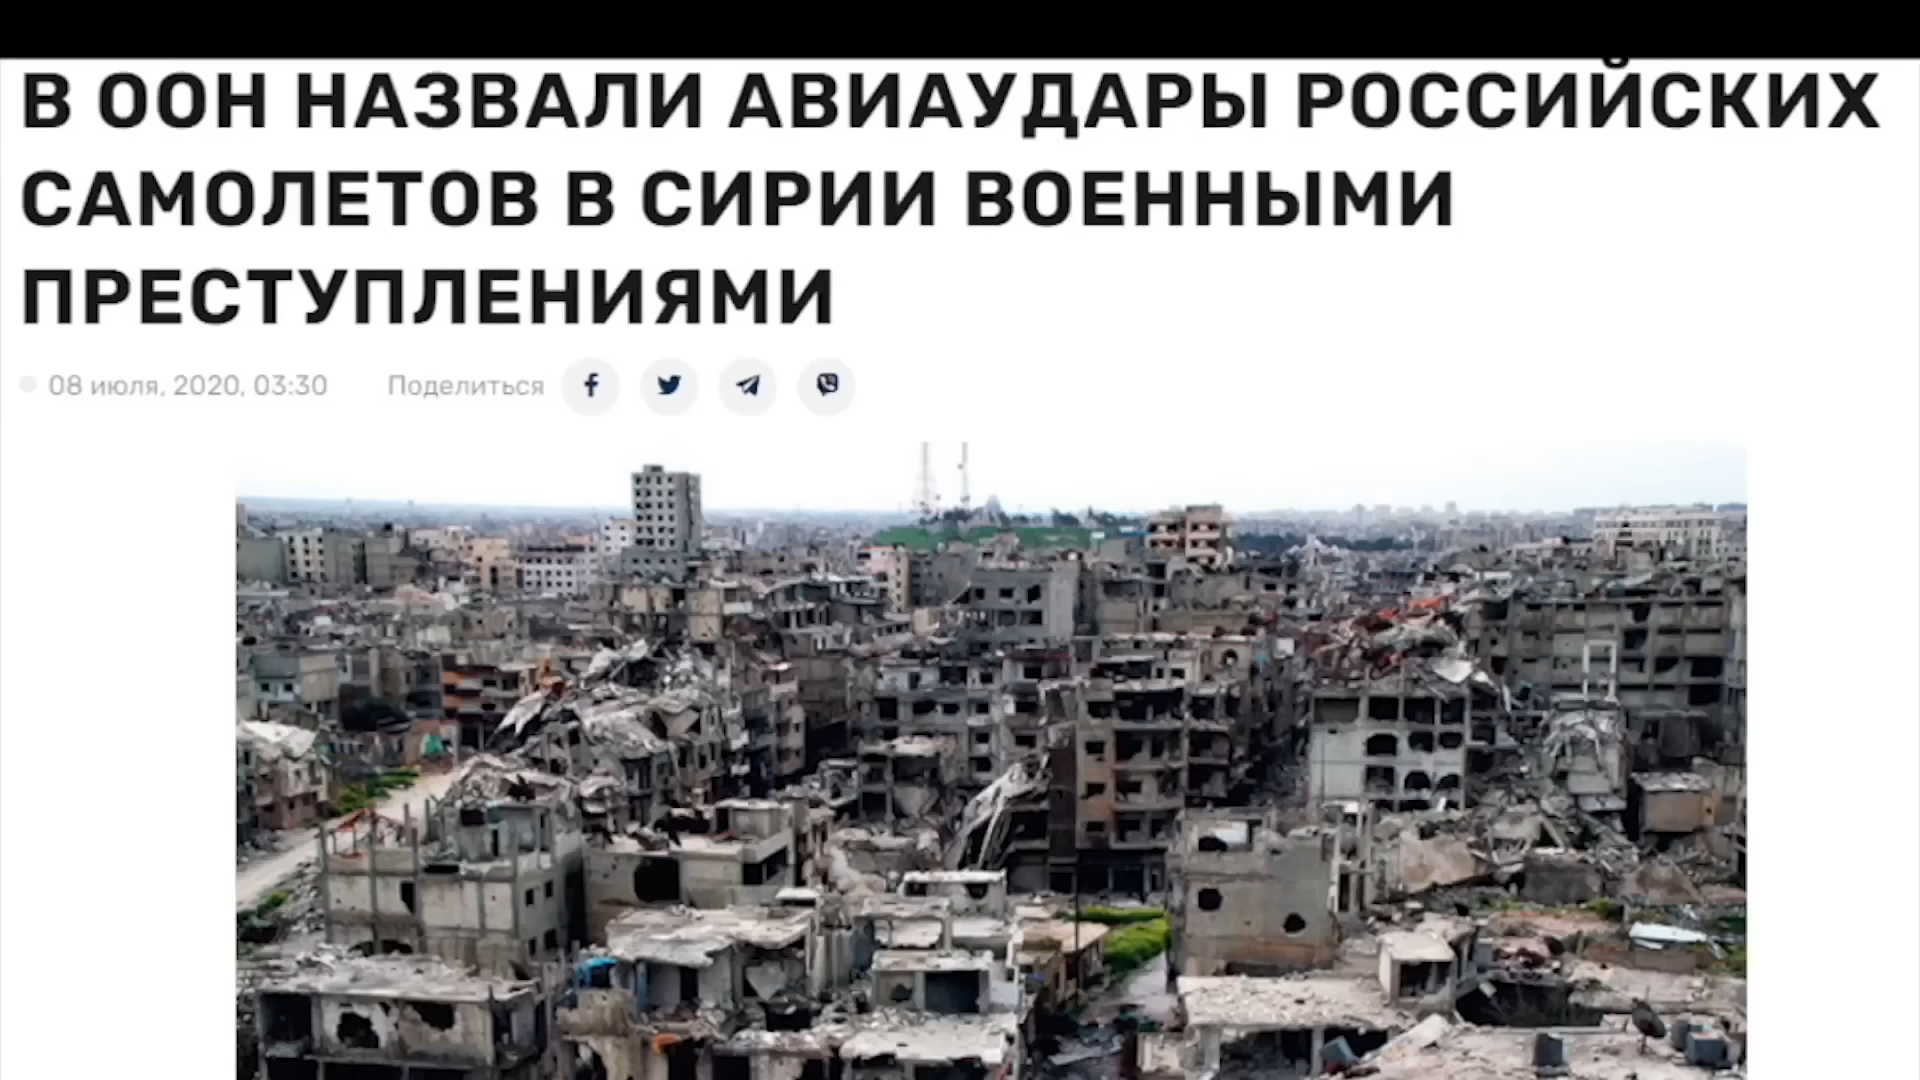 В ООН НАЗВАЛИ АВИАУДАРЫ РОССИЙСКИХ
САМОЛЕТОВ В СИРИИ ВОЕННЫМИ
ПРЕСТУПЛЕНИЯМИ
08 июля, 2020, 03:30 Поделиться